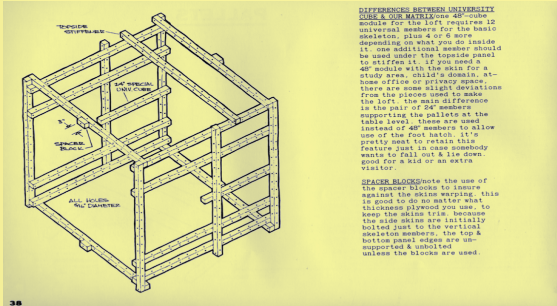 TOPSIDE
STIFFENER
24" SPECIAL
UNIV. CUBE
SPACER
BLOCK
ALL HOLES
5/16" DIAMETER
38
DIFFERENCES BETWEEN UNIVERSITY
CUBE & OUR MATRIX/one 48"-cube
module for the loft requires 12
universal members for the basic
skeleton, plus 4 or 6 more
depending on what you do inside
it. one additional member should
be used under the topside panel
to stiffen it. if you need a
48" module with the skin for a
study area, child's domain, at-
home office or privacy space,
there are some slight deviations
from the pieces used to make
the loft. the main difference
is the pair of 24" members
supporting the pallets at the
table level. these are used
instead of 48" members to allow
use of the foot hatch. it's
pretty neat to retain this
feature just in case somebody
wants to fall out & lie down.
good for a kid or an extra
visitor.
SPACER BLOCKS/note the use of
the spacer blocks to insure
against the skins warping. this
is good to do no matter what
thickness plywood you use, to
keep the skins trim. because
the side skins are initially
bolted just to the vertical
skeleton members, the top &
bottom panel edges are un-
supported & unbolted
unless the blocks are used.